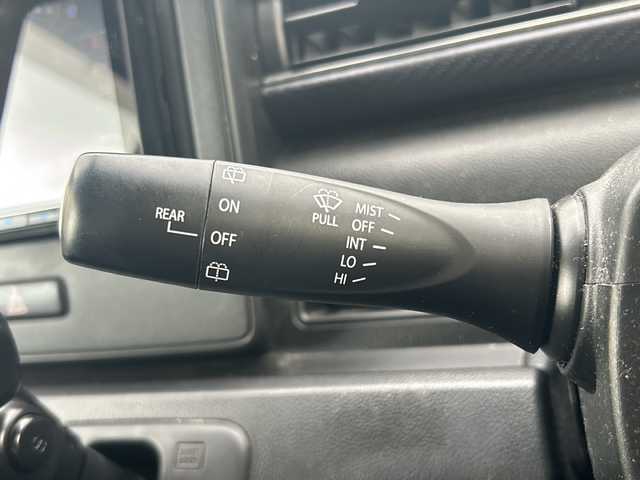 REAR
ON
OFF
PULL
MIST
OFF
INT
LO
HI